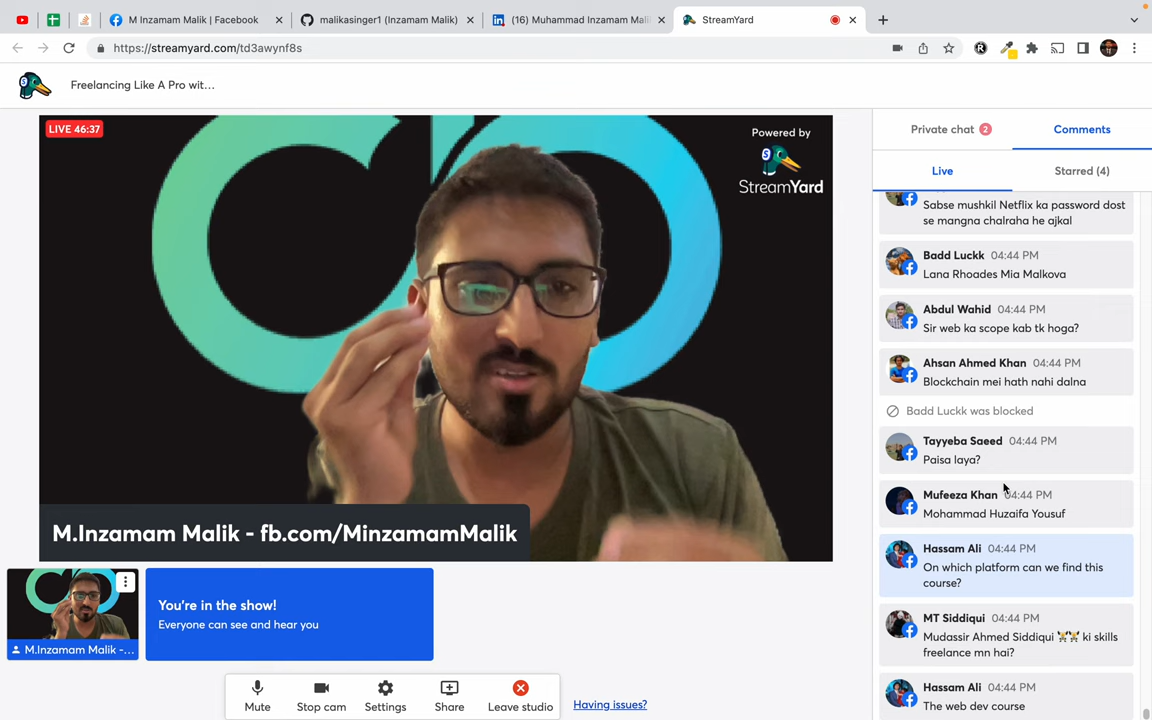 M Inzamam Malik | Facebook
malikasinger1 (Inzamam Malik)
(16) Muhammad Inzamam Mali
StreamYard
https://streamyard.com/td3awynf8s
Freelancing Like A Pro wit...
LIVE 46:37
Powered by
StreamYard
M.Inzamam Malik - fb.com/MinzamamMalik
M.Inzamam Malik -...
You're in the show!
Everyone can see and hear you
Mute
Stop cam
Settings
Share
Leave studio
Having issues?
Private chat 2
Comments
Live
Starred (4)
Sabse mushkil Netflix ka password dost
se mangna chalraha he ajkal
Badd Luckk 04:44 PM
Lana Rhoades Mia Malkova
Abdul Wahid 04:44 PM
Sir web ka scope kab tk hoga?
Ahsan Ahmed Khan 04:44 PM
Blockchain mei hath nahi dalna
Badd Luckk was blocked
Tayyeba Saeed 04:44 PM
Paisa laya?
Mufeeza Khan 04:44 PM
Mohammad Huzaifa Yousuf
Hassam Ali 04:44 PM
On which platform can we find this
course?
MT Siddiqui 04:44 PM
Mudassir Ahmed Siddiqui ki skills
freelance mn hai?
Hassam Ali 04:44 PM
The web dev course